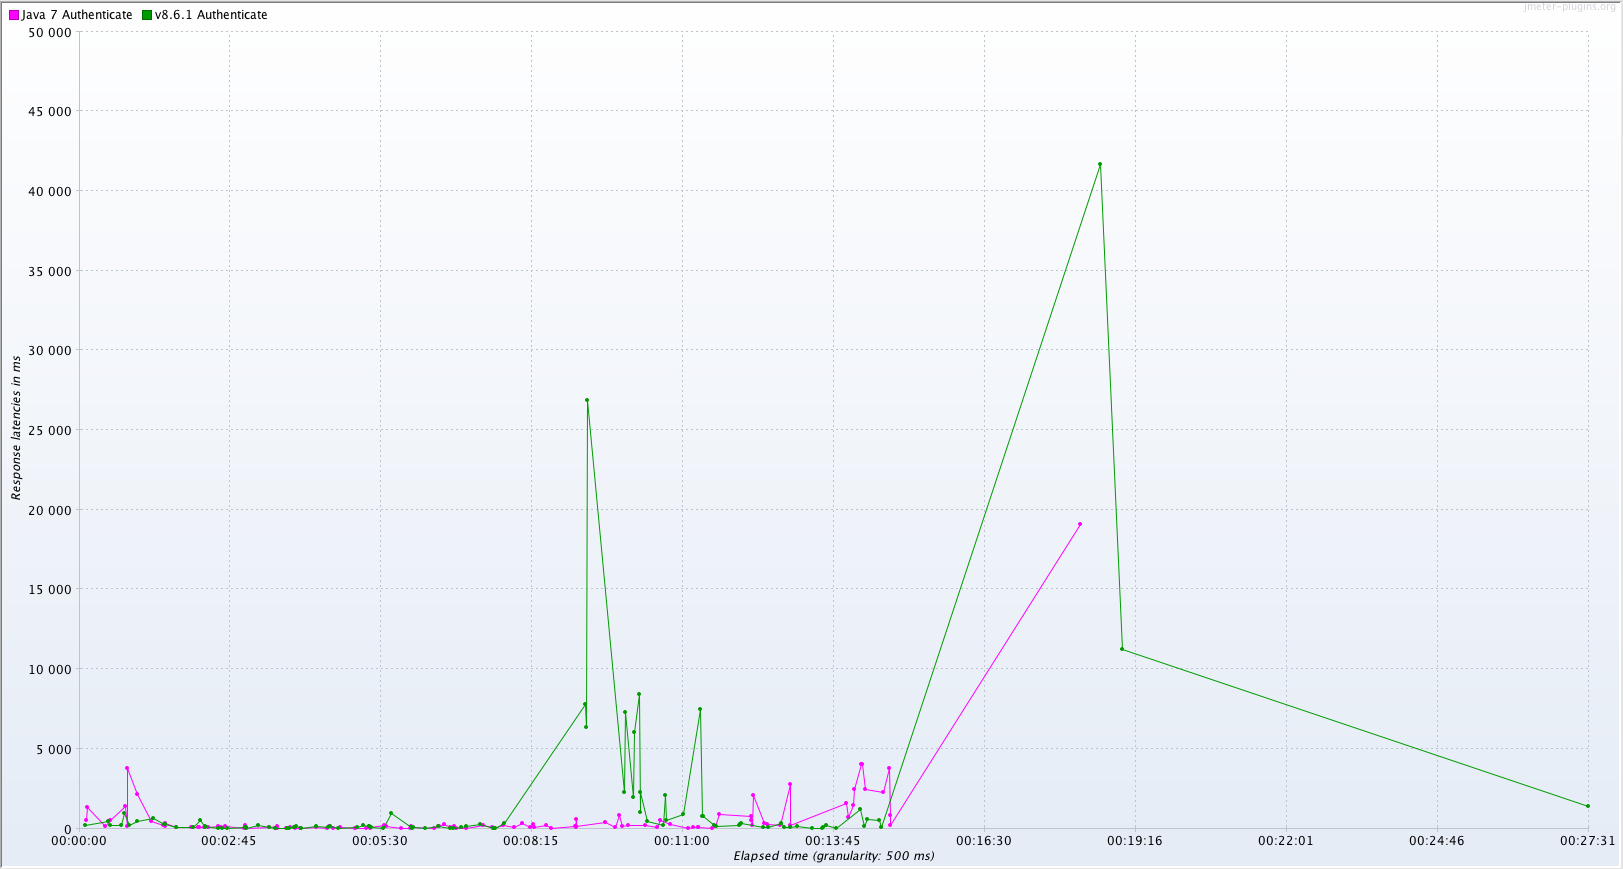 jmeter-plugins.org
Java 7 Authenticate v8.6.1 Authenticate
50 000
45 000
40 000
35 000
30 000
25 000
20 000
15 000
10 000
5 000
0
Response latencies in ms
00:00:00 00:02:45 00:05:30 00:08:15 00:11:00 00:13:45 00:16:30 00:19:16 00:22:01 00:24:46 00:27:31
Elapsed time (granularity: 500 ms)